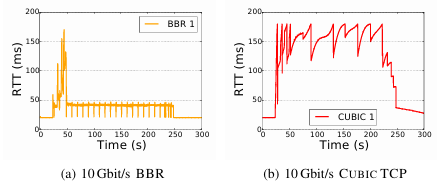 BBR 1
RTT (ms)
200
150
100
50
0
0 50 100 150 200 250 300
Time (s)
(a) 10 Gbit/s BBR
CUBIC 1
RTT (ms)
200
150
100
50
0
0 50 100 150 200 250 300
Time (s)
(b) 10 Gbit/s CUBIC TCP